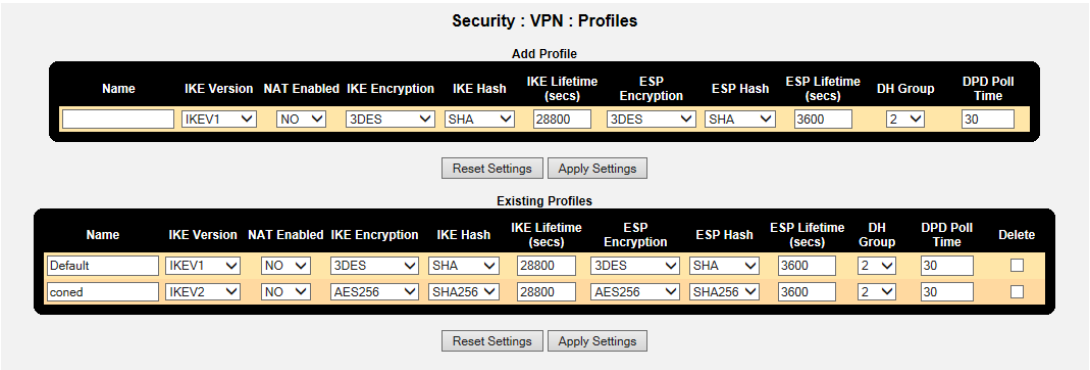 Security : VPN : Profiles
Add Profile
Name IKE Version NAT Enabled IKE Encryption IKE Hash IKE Lifetime (secs) ESP Encryption ESP Hash ESP Lifetime (secs) DH Group DPD Poll Time
IKEV1 NO 3DES SHA 28800 3DES SHA 3600 2 30
Reset Settings Apply Settings
Existing Profiles
Name IKE Version NAT Enabled IKE Encryption IKE Hash IKE Lifetime (secs) ESP Encryption ESP Hash ESP Lifetime (secs) DH Group DPD Poll Time Delete
Default IKEV1 NO 3DES SHA 28800 3DES SHA 3600 2 30
coned IKEV2 NO AES256 SHA256 28800 AES256 SHA256 3600 2 30
Reset Settings Apply Settings